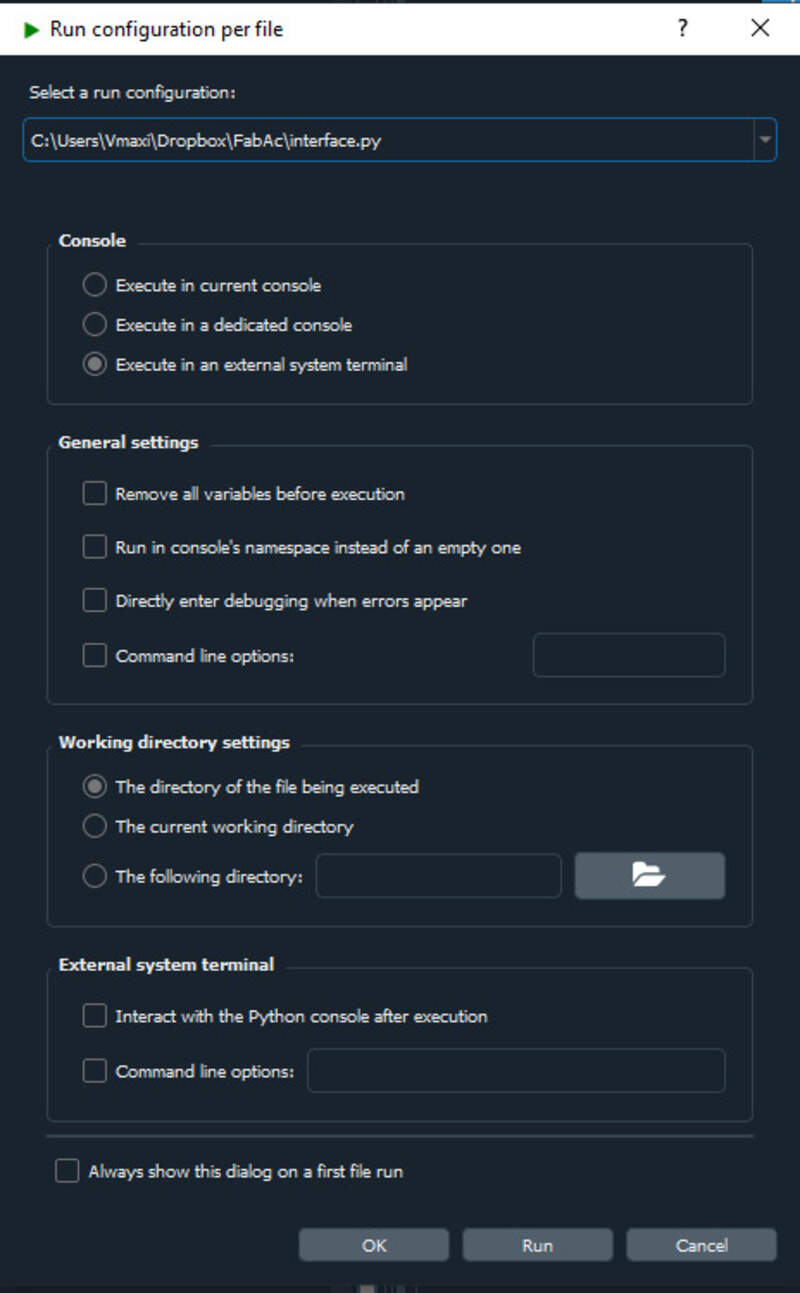 Run configuration per file
?
Select a run configuration:
C:\Users\Vmaxi\Dropbox\FabAc\interface.py
Console
Execute in current console
Execute in a dedicated console
Execute in an external system terminal
General settings
Remove all variables before execution
Run in console's namespace instead of an empty one
Directly enter debugging when errors appear
Command line options:
Working directory settings
The directory of the file being executed
The current working directory
The following directory:
External system terminal
Interact with the Python console after execution
Command line options:
Always show this dialog on a first file run
OK Run Cancel